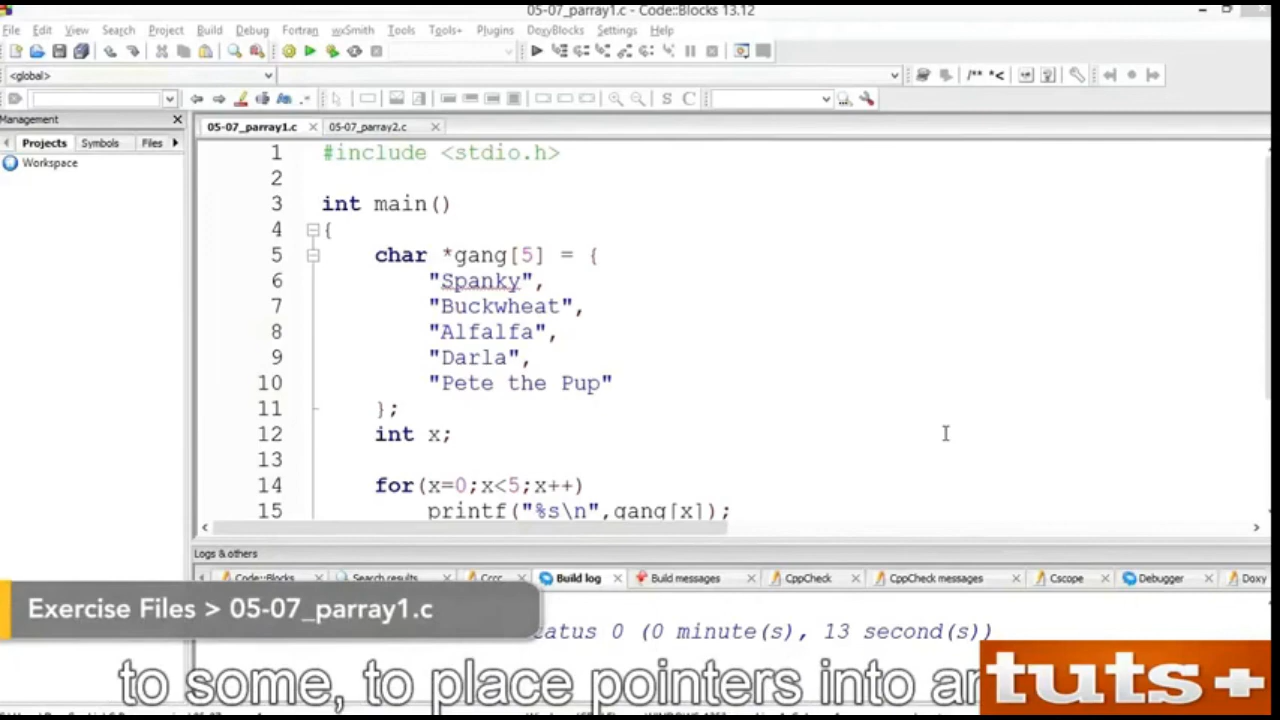 05-07_parray1.c - Code::Blocks 13.12
File Edit View Search Project Build Debug Fortran wxSmith Tools Tools+ Plugins DoxyBlocks Settings Help
<global>
/** *<
S C
Management
05-07_parray1.c 05-07_parray2.c
Projects Symbols Files
Workspace
1 #include <stdio.h>
2
3 int main()
4 {
5 char *gang[5] = {
6 "Spanky",
7 "Buckwheat",
8 "Alfalfa",
9 "Darla",
10 "Pete the Pup"
11 };
12 int x;
13
14 for(x=0;x<5;x++)
15 printf("%s\n",gang[x]);
Logs & others
Code::Blocks Search results Cccc Build log Build messages CppCheck CppCheck messages Cscope Debugger Doxy
Exercise Files > 05-07_parray1.c
tatus 0 (0 minute(s), 13 second(s))
to some, to place pointers into ar
tuts+